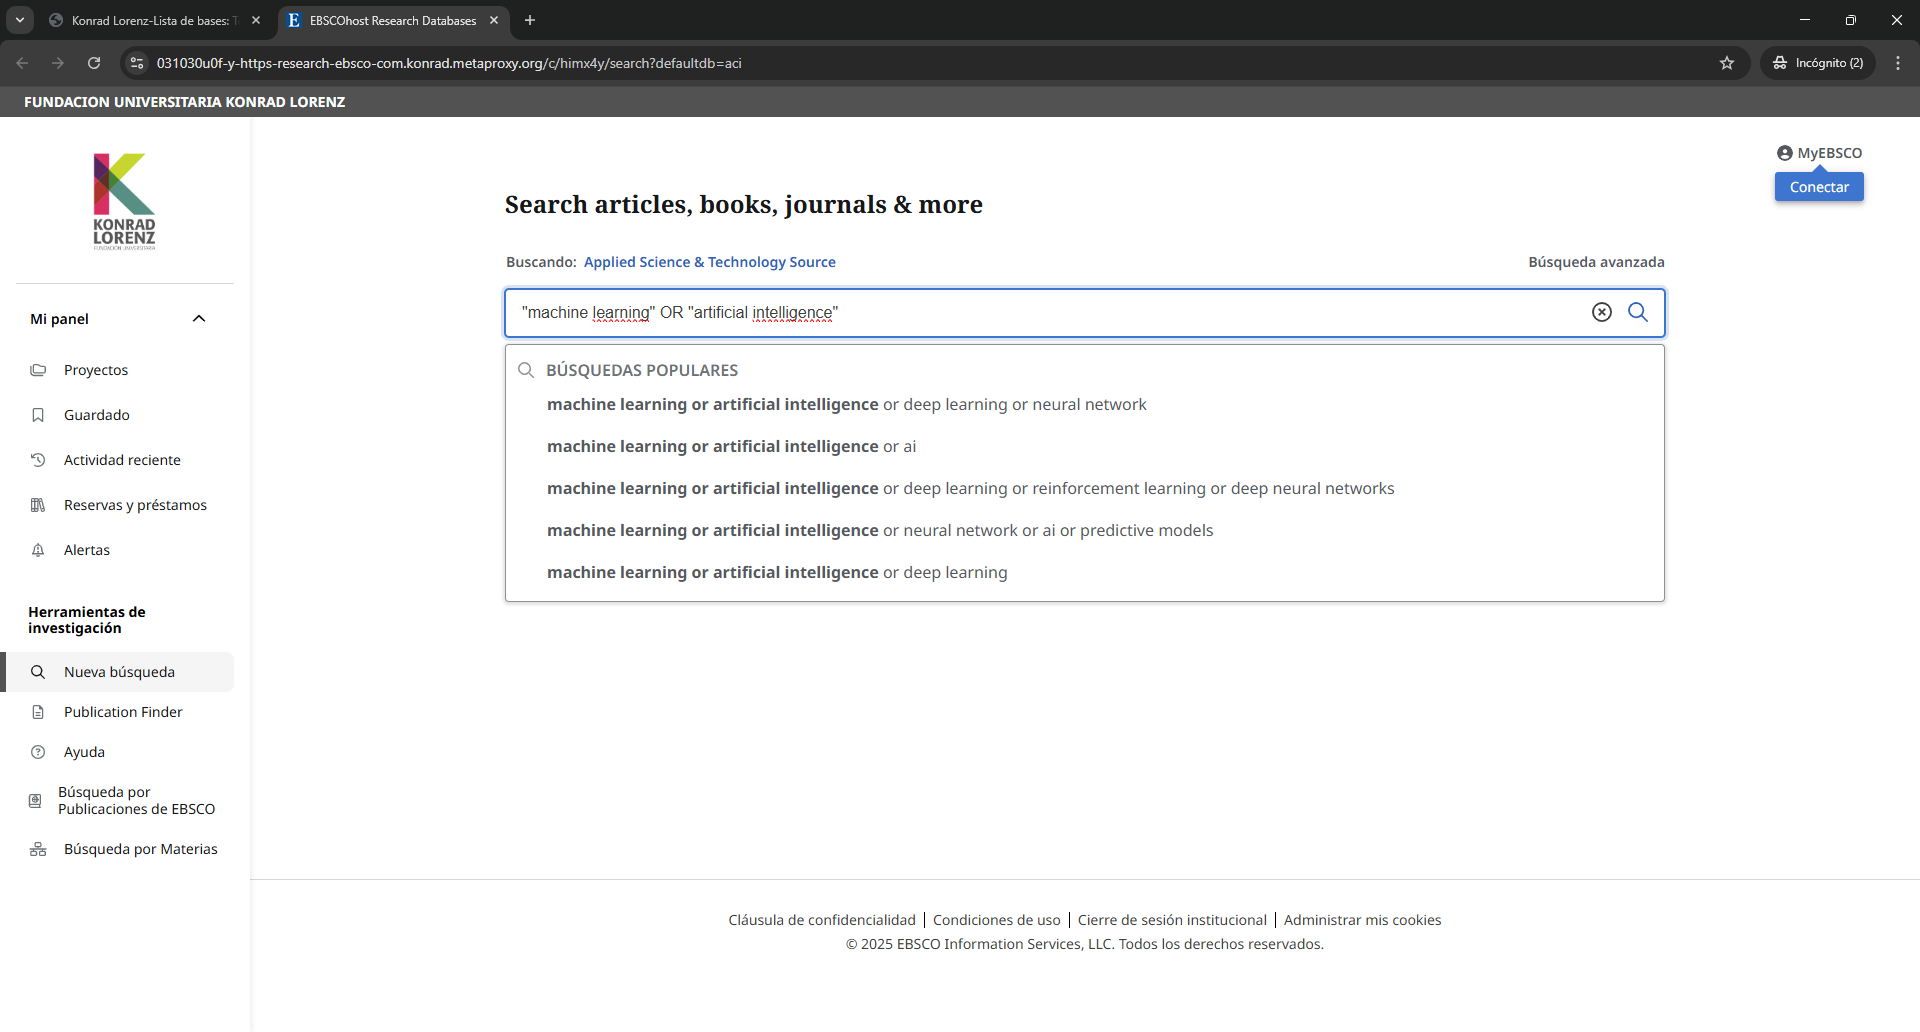 Konrad Lorenz-Lista de bases: T
EBSCOhost Research Databases
031030u0f-y-https-research-ebsco-com.konrad.metaproxy.org/c/himx4y/search?defaultdb=aci
Incógnito (2)
FUNDACION UNIVERSITARIA KONRAD LORENZ
KONRAD
LORENZ
FUNDACIÓN UNIVERSITARIA
Mi panel
Proyectos
Guardado
Actividad reciente
Reservas y préstamos
Alertas
Herramientas de
investigación
Nueva búsqueda
Publication Finder
Ayuda
Búsqueda por
Publicaciones de EBSCO
Búsqueda por Materias
MyEBSCO
Conectar
Search articles, books, journals & more
Buscando: Applied Science & Technology Source
Búsqueda avanzada
"machine learning" OR "artificial intelligence"
BÚSQUEDAS POPULARES
machine learning or artificial intelligence or deep learning or neural network
machine learning or artificial intelligence or ai
machine learning or artificial intelligence or deep learning or reinforcement learning or deep neural networks
machine learning or artificial intelligence or neural network or ai or predictive models
machine learning or artificial intelligence or deep learning
Cláusula de confidencialidad | Condiciones de uso | Cierre de sesión institucional | Administrar mis cookies
© 2025 EBSCO Information Services, LLC. Todos los derechos reservados.